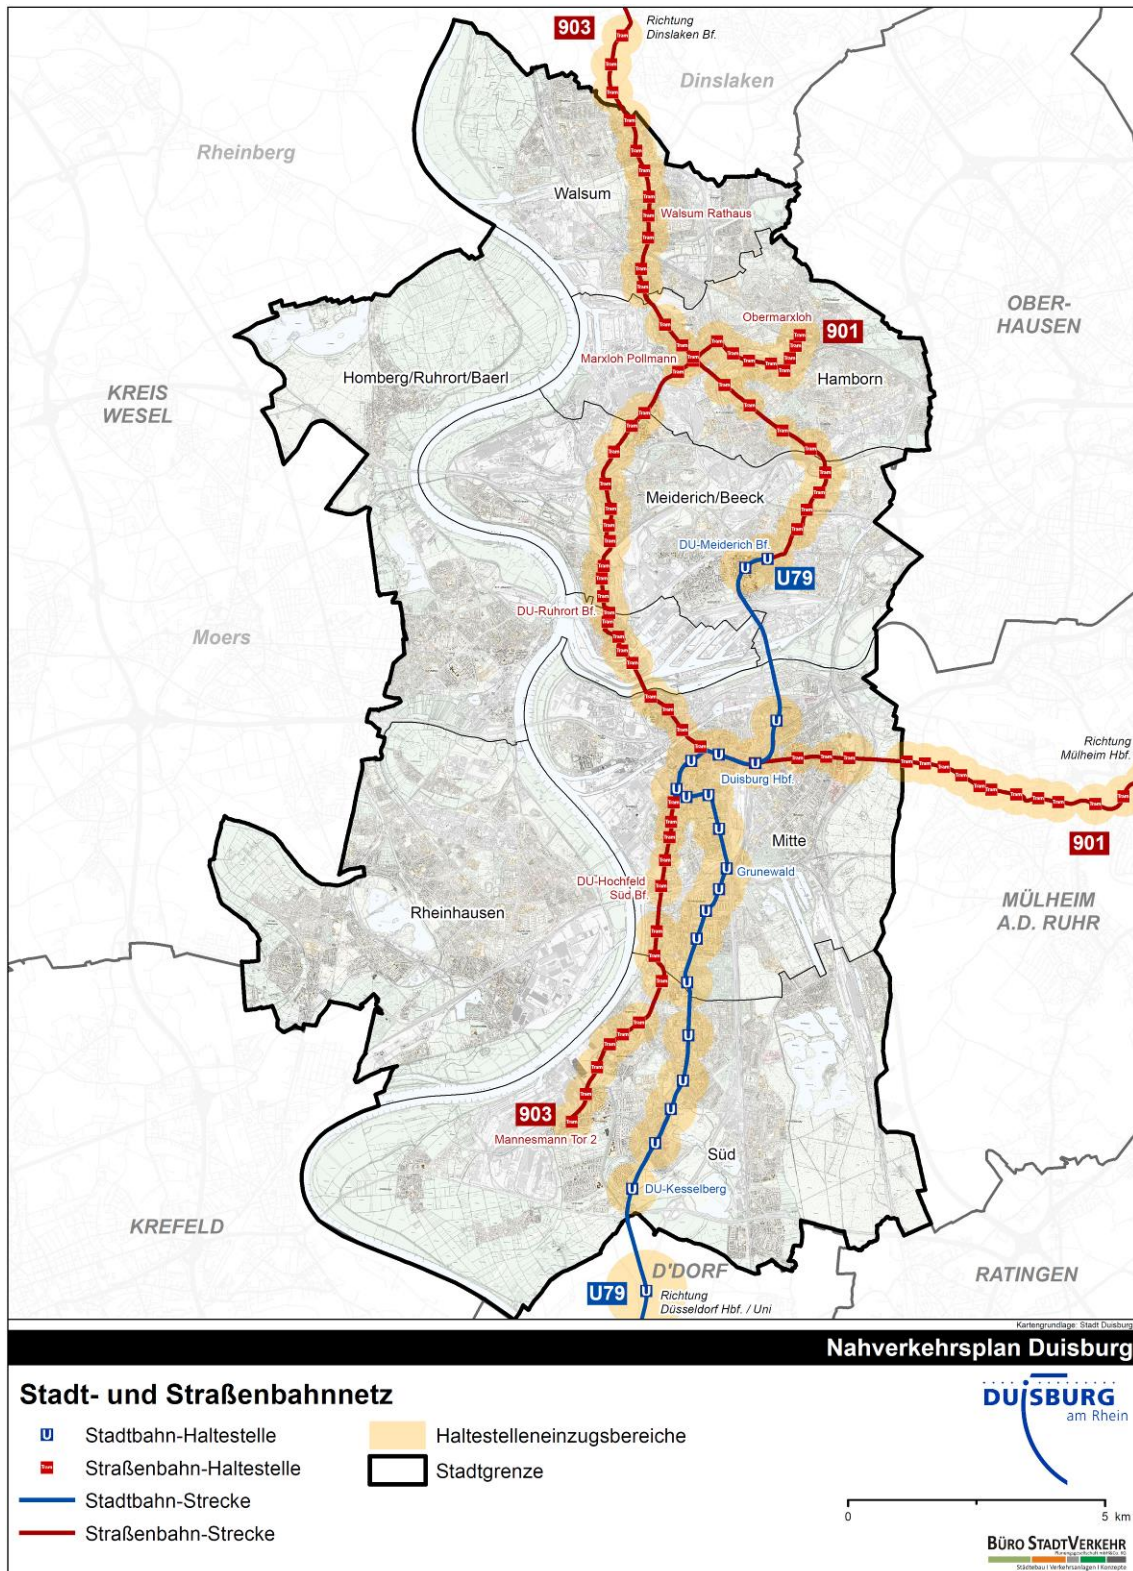 903
Richtung
Dinslaken Bf.
Dinslaken
Rheinberg
Walsum
Walsum Rathaus
OBER-
HAUSEN
Obermarxloh
901
Marxloh Pollmann
Homberg/Ruhrort/Baerl
Hamborn
KREIS
WESEL
Meiderich/Beeck
DU-Meiderich Bf.
U79
DU-Ruhrort Bf.
Moers
Richtung
Mülheim Hbf.
Duisburg Hbf.
901
Mitte
Grunewald
DU-Hochfeld
Süd Bf.
MÜLHEIM
A.D. RUHR
Rheinhausen
903
Mannesmann Tor 2
Süd
DU-Kesselberg
KREFELD
D'DORF
RATINGEN
U79
Richtung
Düsseldorf Hbf. / Uni
Kartengrundlage: Stadt Duisburg
Nahverkehrsplan Duisburg
Stadt- und Straßenbahnnetz
DUISBURG
am Rhein
U Stadtbahn-Haltestelle
Haltestelleneinzugsbereiche
Tram Straßenbahn-Haltestelle
Stadtgrenze
Stadtbahn-Strecke
Straßenbahn-Strecke
0 5 km
BÜRO STADTVERKEHR
Städtebau I Verkehrsanlagen I Konzepte